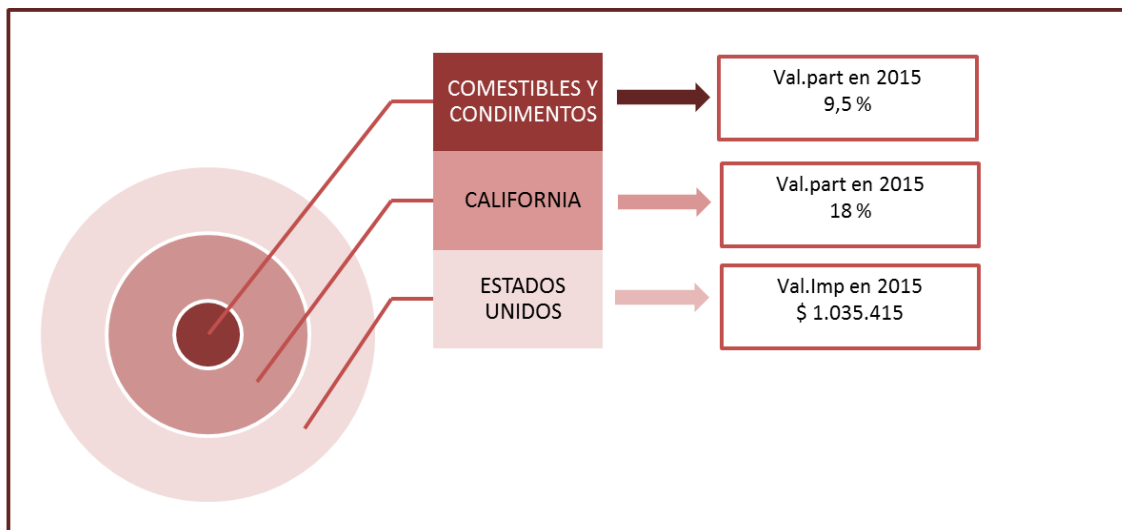 COMESTIBLES Y
CONDIMENTOS
Val.part en 2015
9,5 %
CALIFORNIA
Val.part en 2015
18 %
ESTADOS
UNIDOS
Val.Imp en 2015
$ 1.035.415